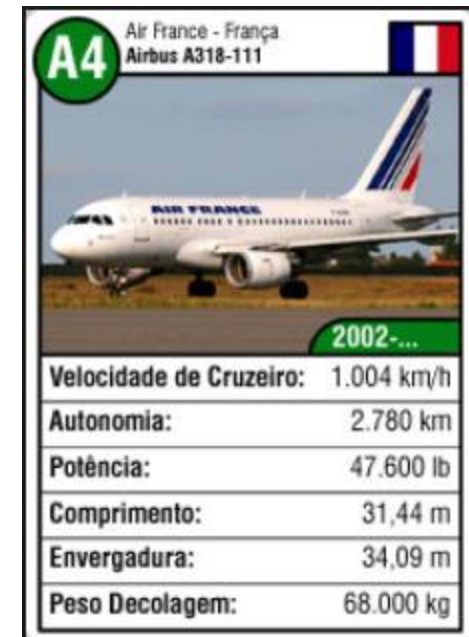 A4
Air France - França
Airbus A318-111
AIR FRANCE
2002-...
Velocidade de Cruzeiro: 1.004 km/h
Autonomia: 2.780 km
Potência: 47.600 lb
Comprimento: 31,44 m
Envergadura: 34,09 m
Peso Decolagem: 68.000 kg